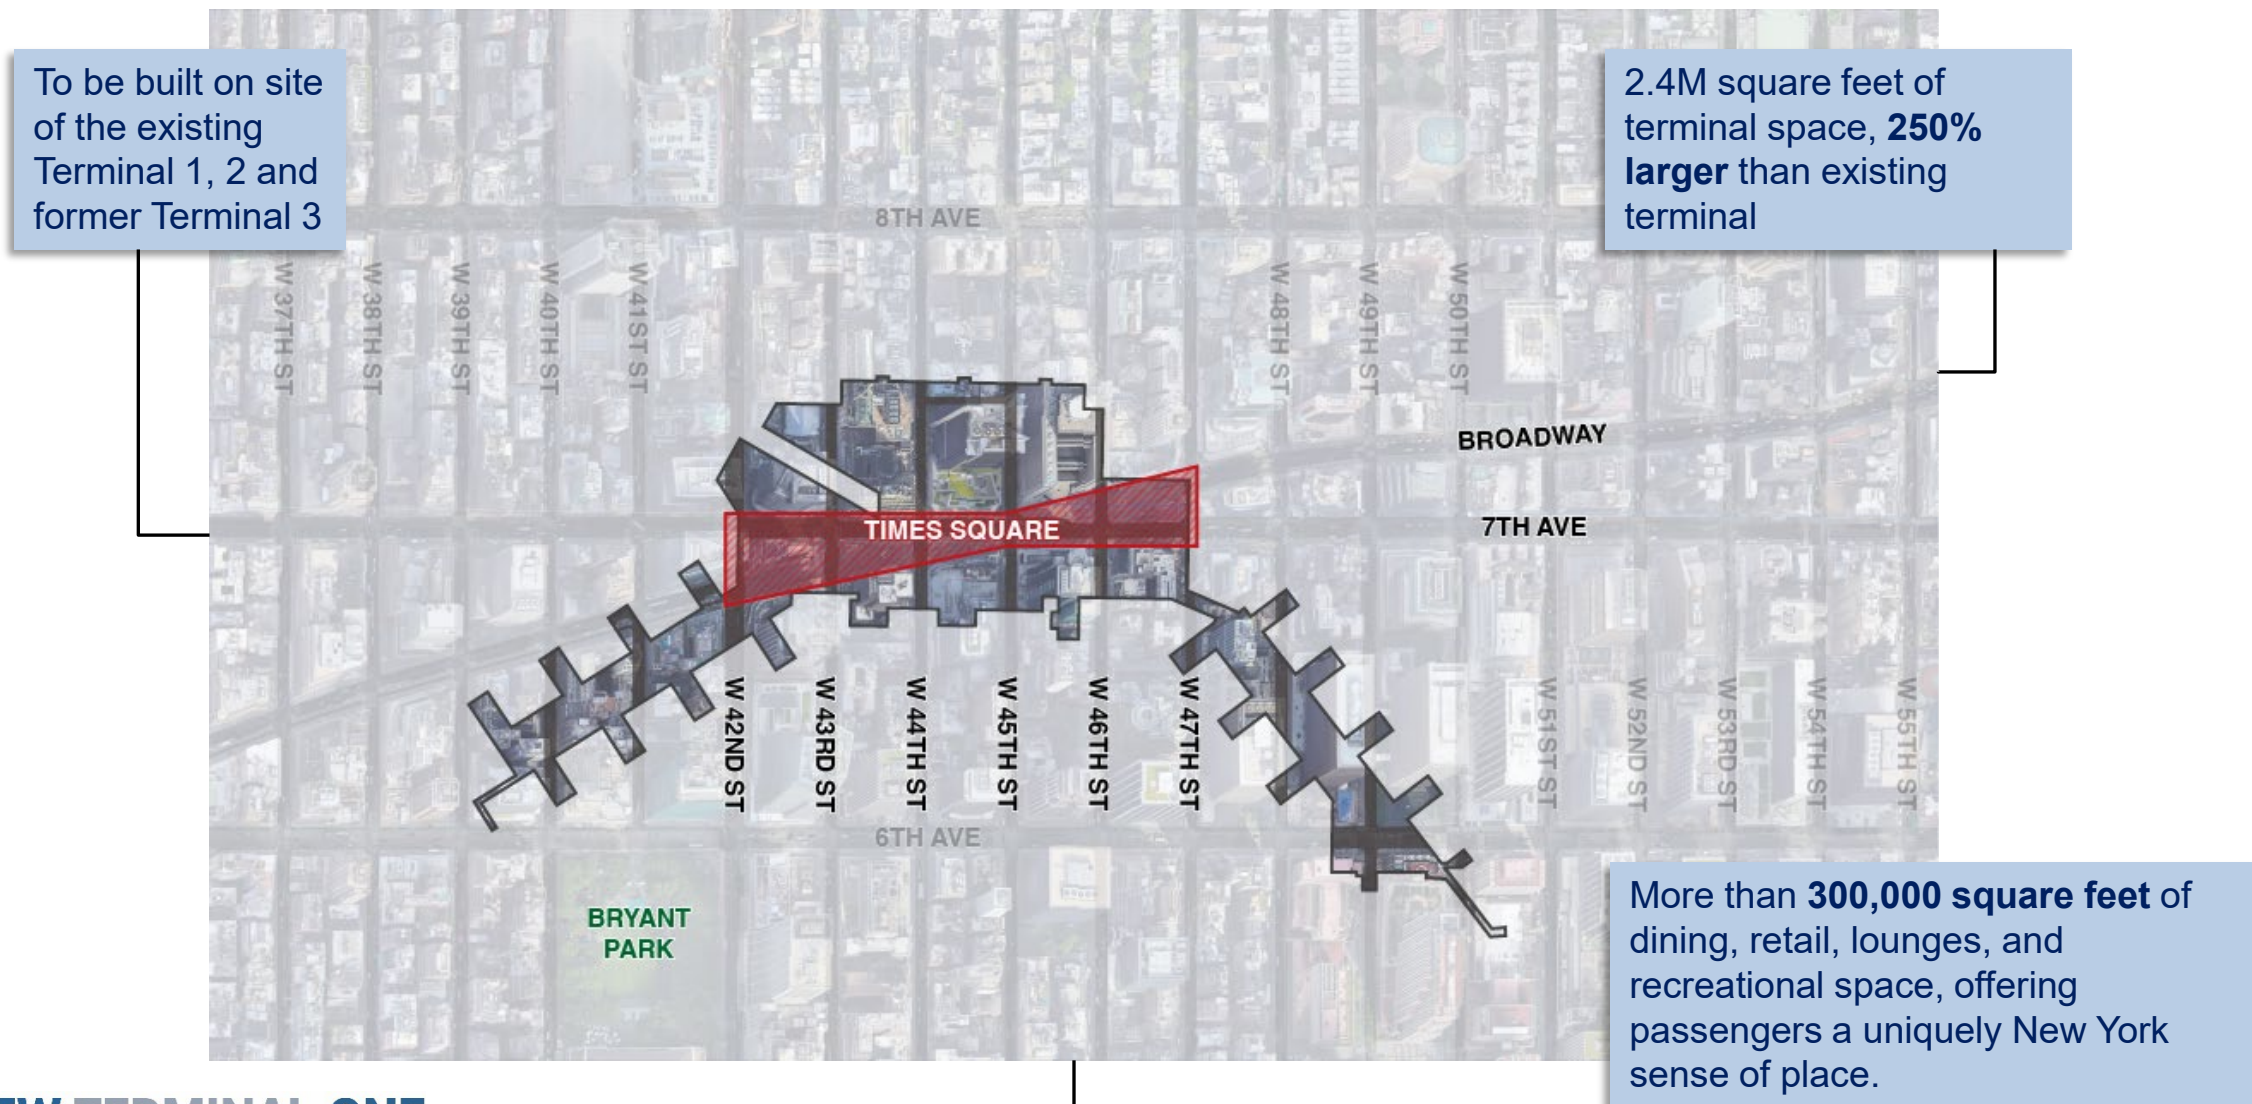 To be built on site
of the existing
Terminal 1, 2 and
former Terminal 3
2.4M square feet of
terminal space, 250%
larger than existing
terminal
8TH AVE
W 37TH ST
W 38TH ST
W 39TH ST
W 40TH ST
W 41ST ST
W 48TH ST
W 49TH ST
W 50TH ST
BROADWAY
TIMES SQUARE
7TH AVE
W 42ND ST
W 43RD ST
W 44TH ST
W 45TH ST
W 46TH ST
W 47TH ST
W 51ST ST
W 52ND ST
W 53RD ST
W 54TH ST
W 55TH ST
6TH AVE
BRYANT
PARK
More than 300,000 square feet of
dining, retail, lounges, and
recreational space, offering
passengers a uniquely New York
sense of place.
TERMINAL ONE